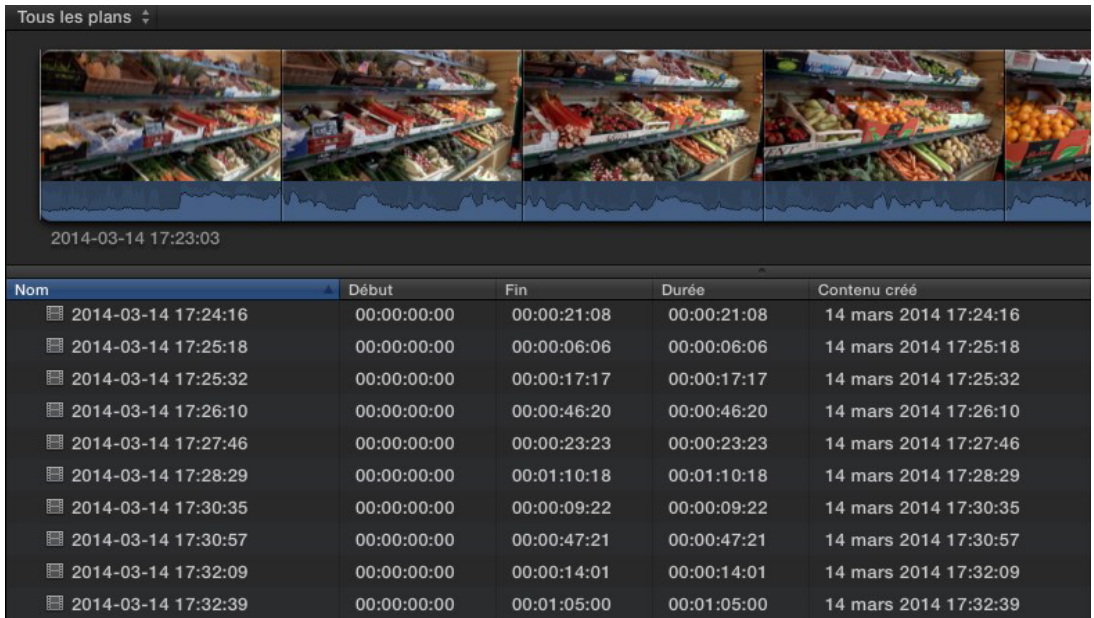 Tous les plans
2014-03-14 17:23:03
Nom Début Fin Durée Contenu créé
2014-03-14 17:24:16 00:00:00:00 00:00:21:08 00:00:21:08 14 mars 2014 17:24:16
2014-03-14 17:25:18 00:00:00:00 00:00:06:06 00:00:06:06 14 mars 2014 17:25:18
2014-03-14 17:25:32 00:00:00:00 00:00:17:17 00:00:17:17 14 mars 2014 17:25:32
2014-03-14 17:26:10 00:00:00:00 00:00:46:20 00:00:46:20 14 mars 2014 17:26:10
2014-03-14 17:27:46 00:00:00:00 00:00:23:23 00:00:23:23 14 mars 2014 17:27:46
2014-03-14 17:28:29 00:00:00:00 00:01:10:18 00:01:10:18 14 mars 2014 17:28:29
2014-03-14 17:30:35 00:00:00:00 00:00:09:22 00:00:09:22 14 mars 2014 17:30:35
2014-03-14 17:30:57 00:00:00:00 00:00:47:21 00:00:47:21 14 mars 2014 17:30:57
2014-03-14 17:32:09 00:00:00:00 00:00:14:01 00:00:14:01 14 mars 2014 17:32:09
2014-03-14 17:32:39 00:00:00:00 00:01:05:00 00:01:05:00 14 mars 2014 17:32:39